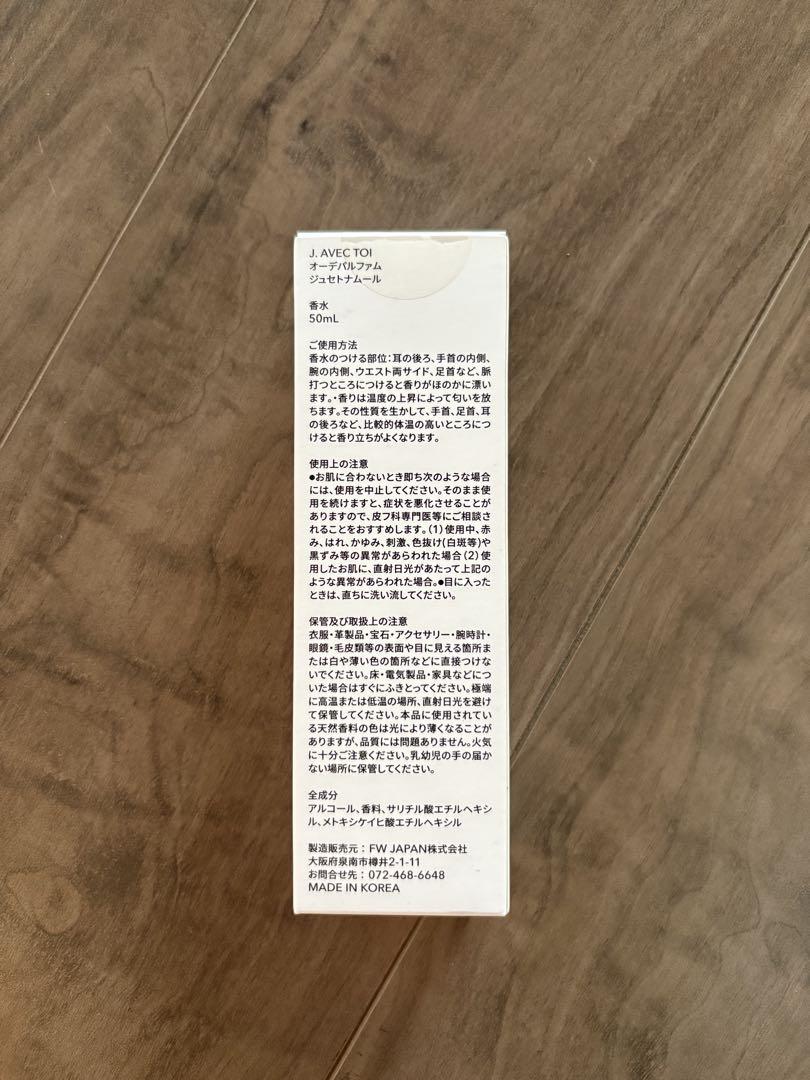 J. AVEC TOI
オーデパルファム
ジュセトナムール
香水
50mL
ご使用方法
香水のつける部位：耳の後ろ、手首の内側、
腕の内側、ウエスト両サイド、足首など、脈
打つところにつけると香りがほのかに漂い
ます。・香りは温度の上昇によって匂いを放
ちます。その性質を生かして、手首、足首、耳
の後ろなど、比較的体温の高いところにつ
けると香り立ちがよくなります。
使用上の注意
●お肌に合わないとき即ち次のような場合
には、使用を中止してください。そのまま使用
を続けますと、症状を悪化させることが
ありますので、皮フ科専門医等にご相談さ
れることをおすすめします。（1）使用中、赤
み、はれ、かゆみ、刺激、色抜け（白斑等）や
黒ずみ等の異常があらわれた場合（2）使
用したお肌に、直射日光があたって上記の
ような異常があらわれた場合。●目に入った
ときは、直ちに洗い流してください。
保管及び取扱上の注意
衣服・革製品・宝石・アクセサリー・腕時計・
眼鏡・毛皮類等の表面や目に見える箇所ま
たは白や薄い色の箇所などに直接つけな
いでください。床・電気製品・家具などにつ
いた場合はすぐにふきとってください。極端
に高温または低温の場所、直射日光を避け
て保管してください。本品に使用されている
天然香料の色は光により薄くなることが
ありますが、品質には問題ありません。火気
に十分ご注意ください。乳幼児の手の届か
ない場所に保管してください。
全成分
アルコール、香料、サリチル酸エチルヘキシ
ル、メトキシケイヒ酸エチルヘキシル
製造販売元：FW JAPAN株式会社
大阪府泉南市樽井2-1-11
お問合せ先：072-468-6648
MADE IN KOREA